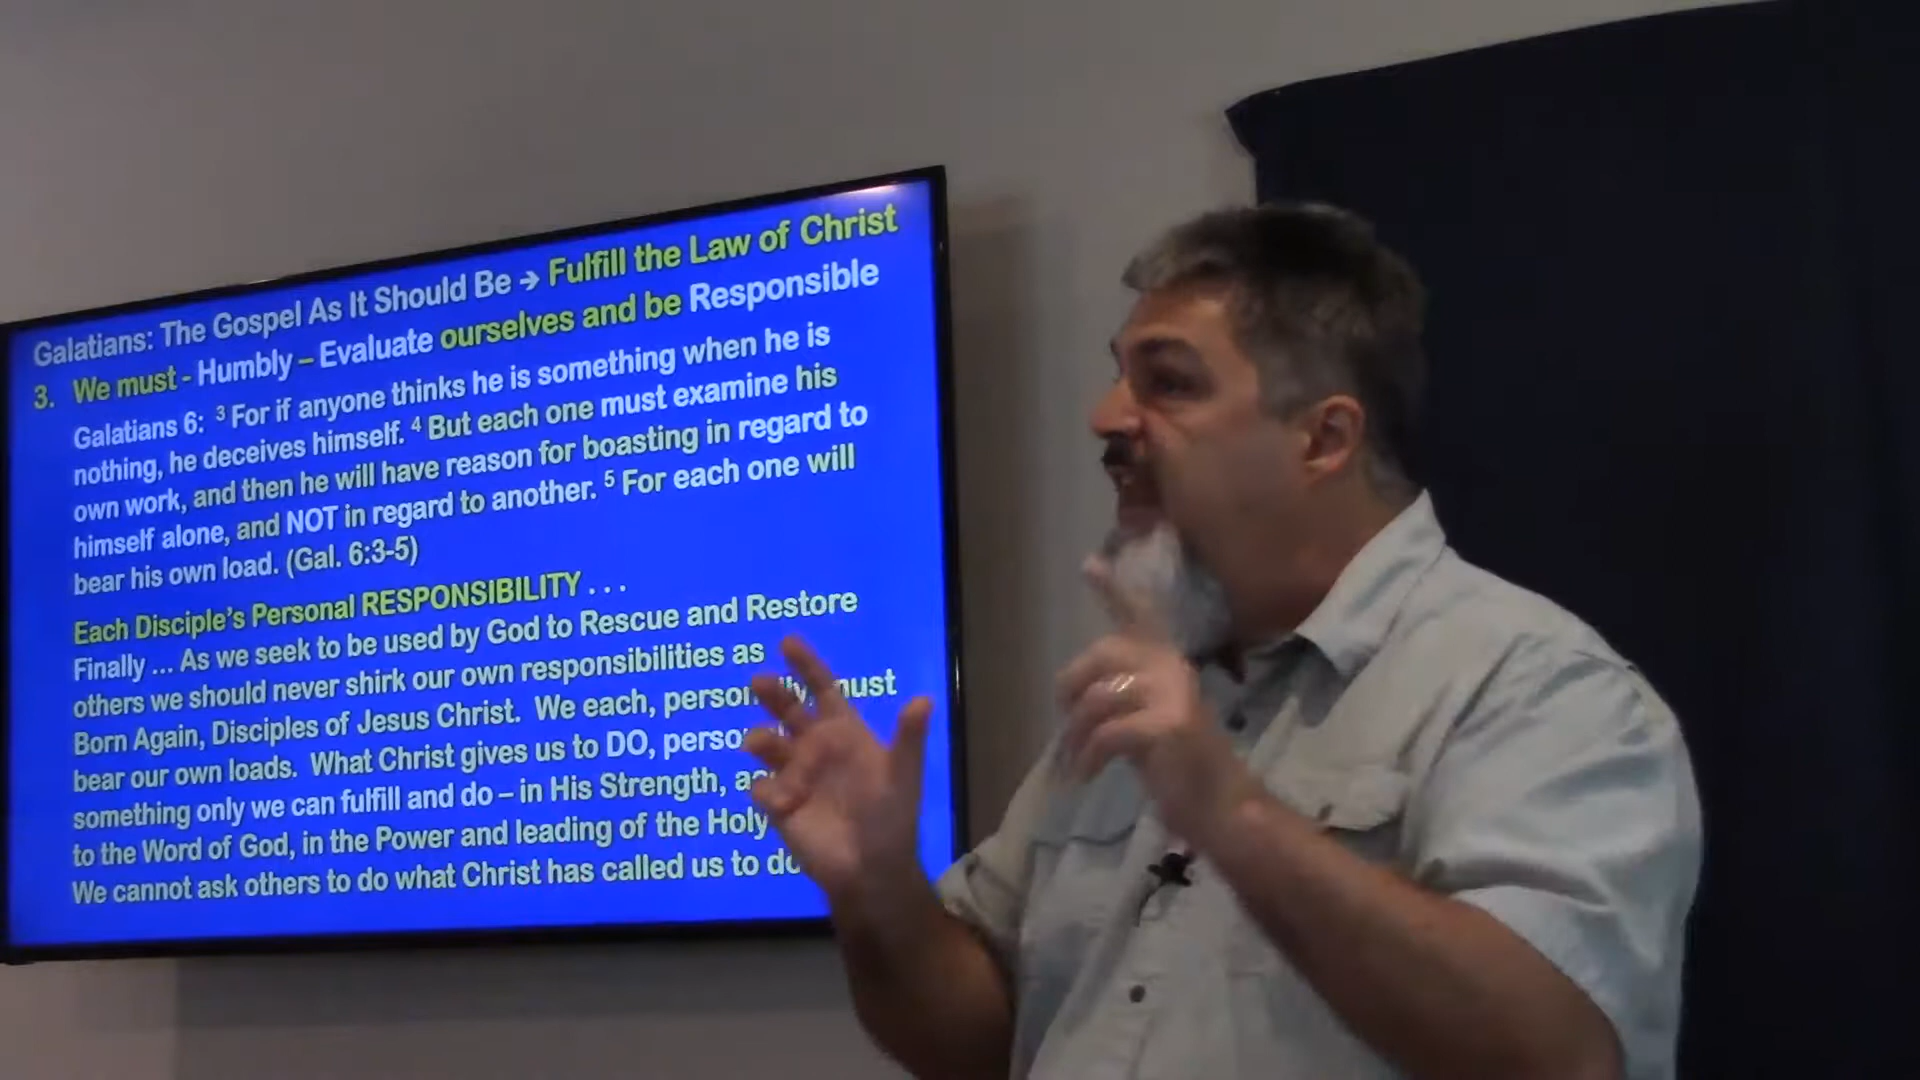 Galatians: The Gospel As It Should Be → Fulfill the Law of Christ
3. We must - Humbly – Evaluate ourselves and be Responsible
Galatians 6: ³ For if anyone thinks he is something when he is
nothing, he deceives himself. ⁴ But each one must examine his
own work, and then he will have reason for boasting in regard to
himself alone, and NOT in regard to another. ⁵ For each one will
bear his own load. (Gal. 6:3-5)
Each Disciple's Personal RESPONSIBILITY . . .
Finally ... As we seek to be used by God to Rescue and Restore
others we should never shirk our own responsibilities as
Born Again, Disciples of Jesus Christ. We each, personally, must
bear our own loads. What Christ gives us to DO,
something only we can fulfill and do – in His Strength,
to the Word of God, in the Power and leading of the Holy
We cannot ask others to do what Christ has called us to do